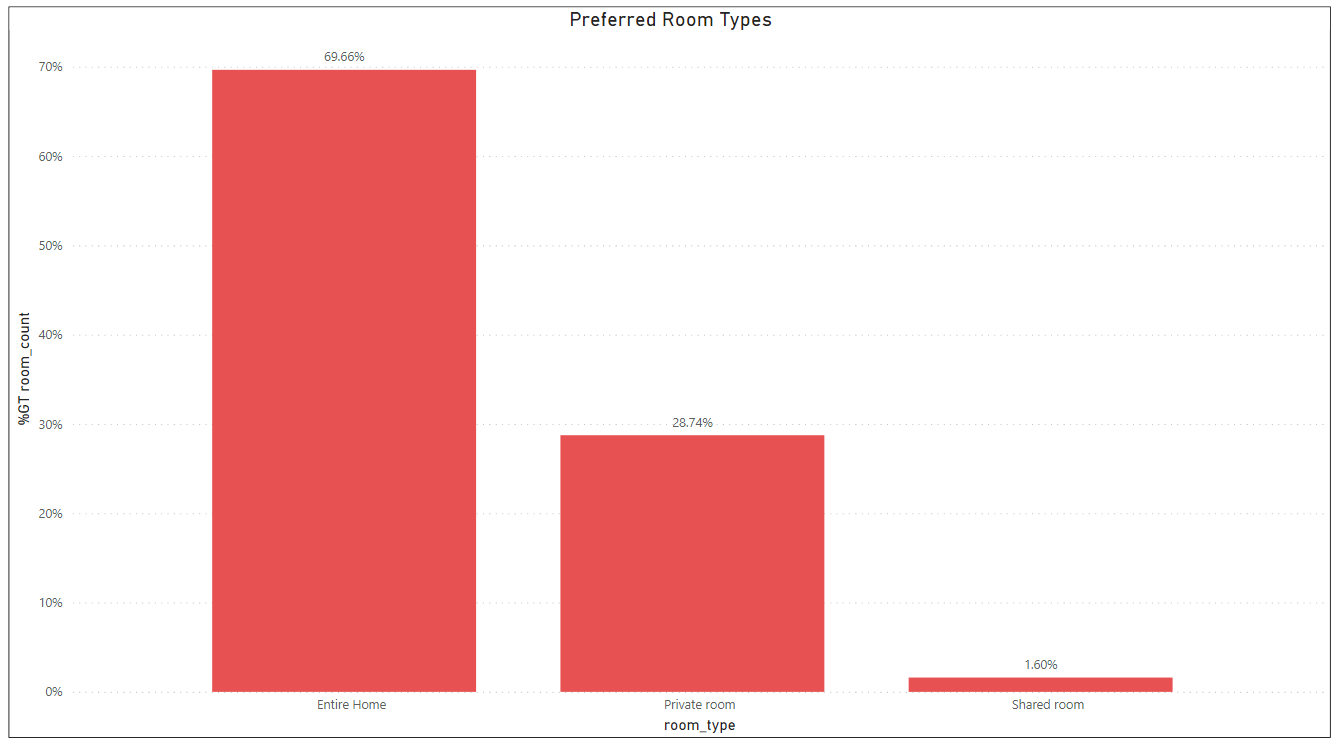 Preferred Room Types
%GT room_count
70%
60%
50%
40%
30%
20%
10%
0%
69.66%
28.74%
1.60%
Entire Home
Private room
Shared room
room_type